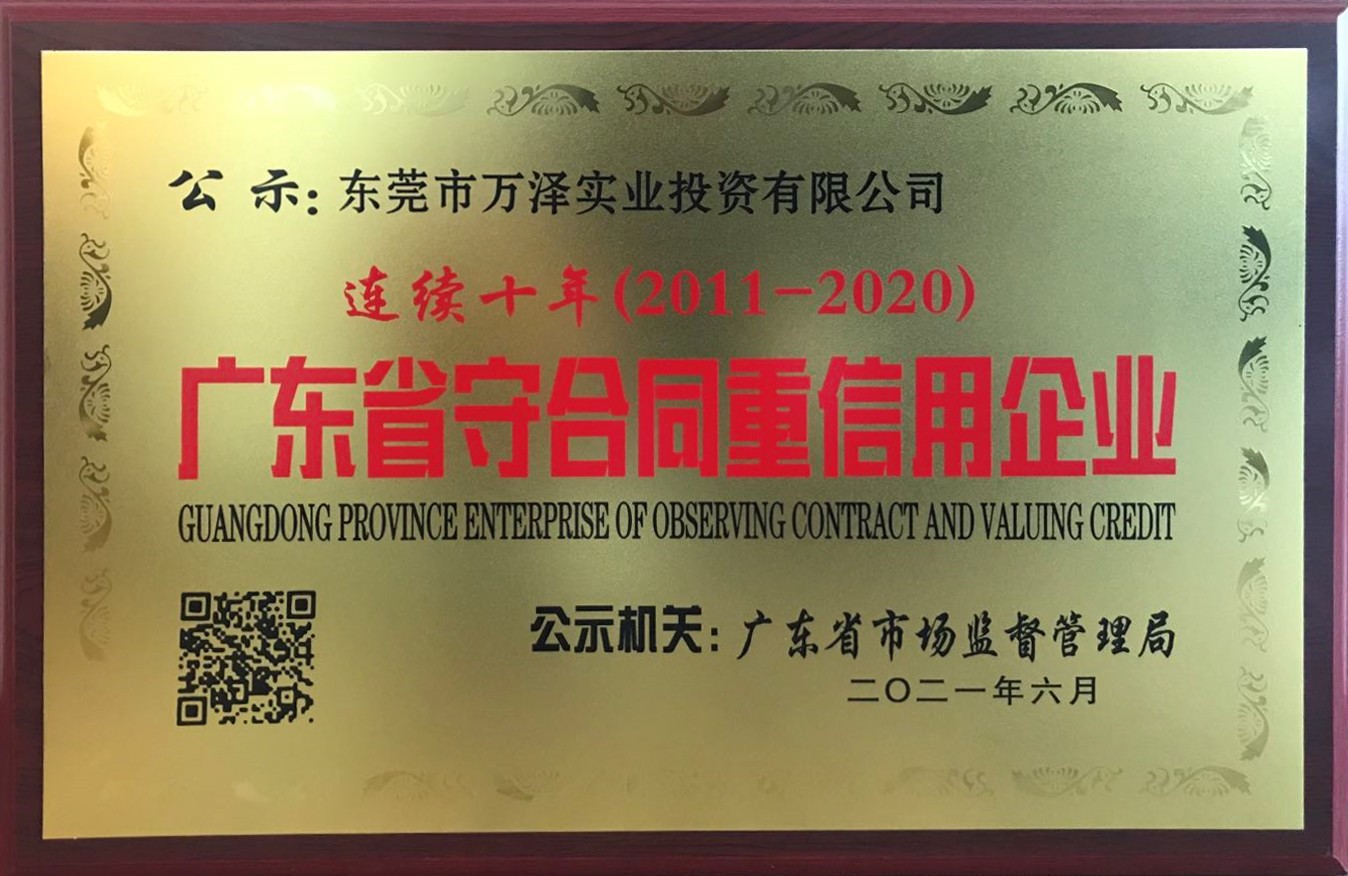 公 示：东莞市万泽实业投资有限公司
连续十年(2011-2020)
广东省守合同重信用企业
GUANGDONG PROVINCE ENTERPRISE OF OBSERVING CONTRACT AND VALUING CREDIT
公示机关：广东省市场监督管理局
二〇二一年六月